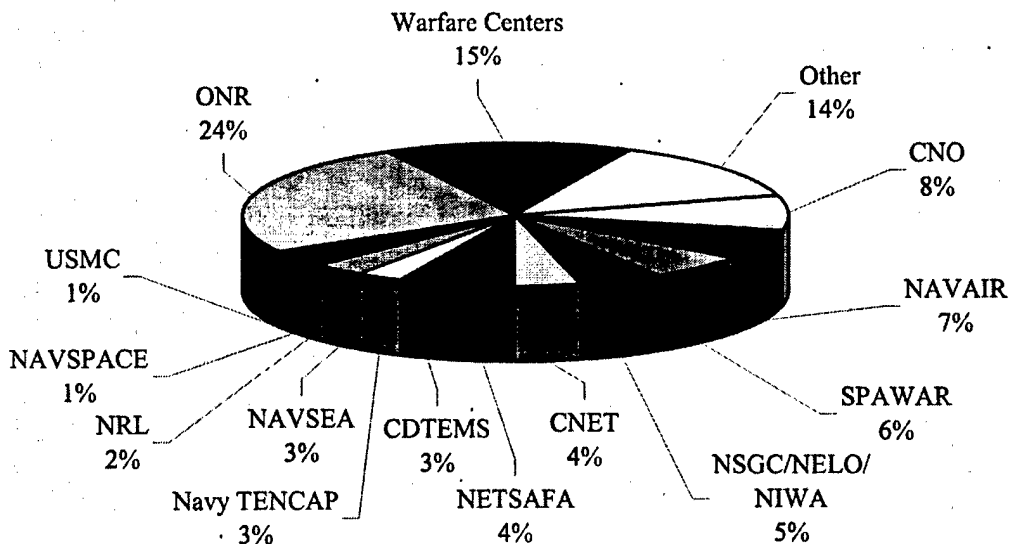 Warfare Centers
15%
Other
14%
ONR
24%
CNO
8%
USMC
1%
NAVAIR
7%
NAVSPACE
1%
SPAWAR
6%
NRL
2%
NAVSEA
3%
CDTEMS
3%
CNET
4%
NSGC/NELO/
NIWA
5%
Navy TENCAP
3%
NETSAFA
4%